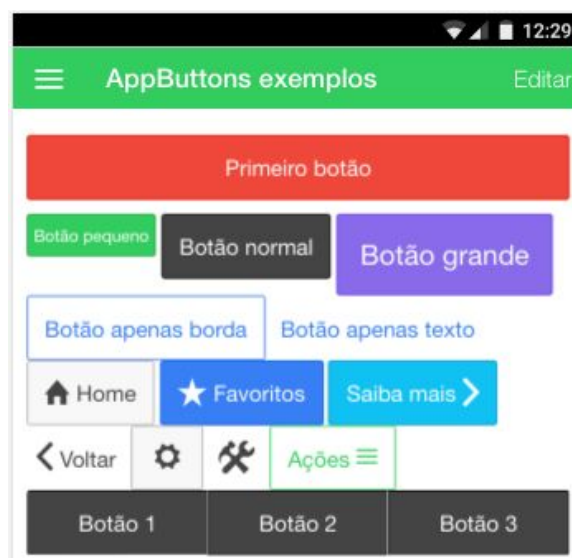 12:29
AppButtons exemplos Editar
Primeiro botão
Botão pequeno Botão normal Botão grande
Botão apenas borda Botão apenas texto
Home Favoritos Saiba mais
Voltar Ações
Botão 1 Botão 2 Botão 3